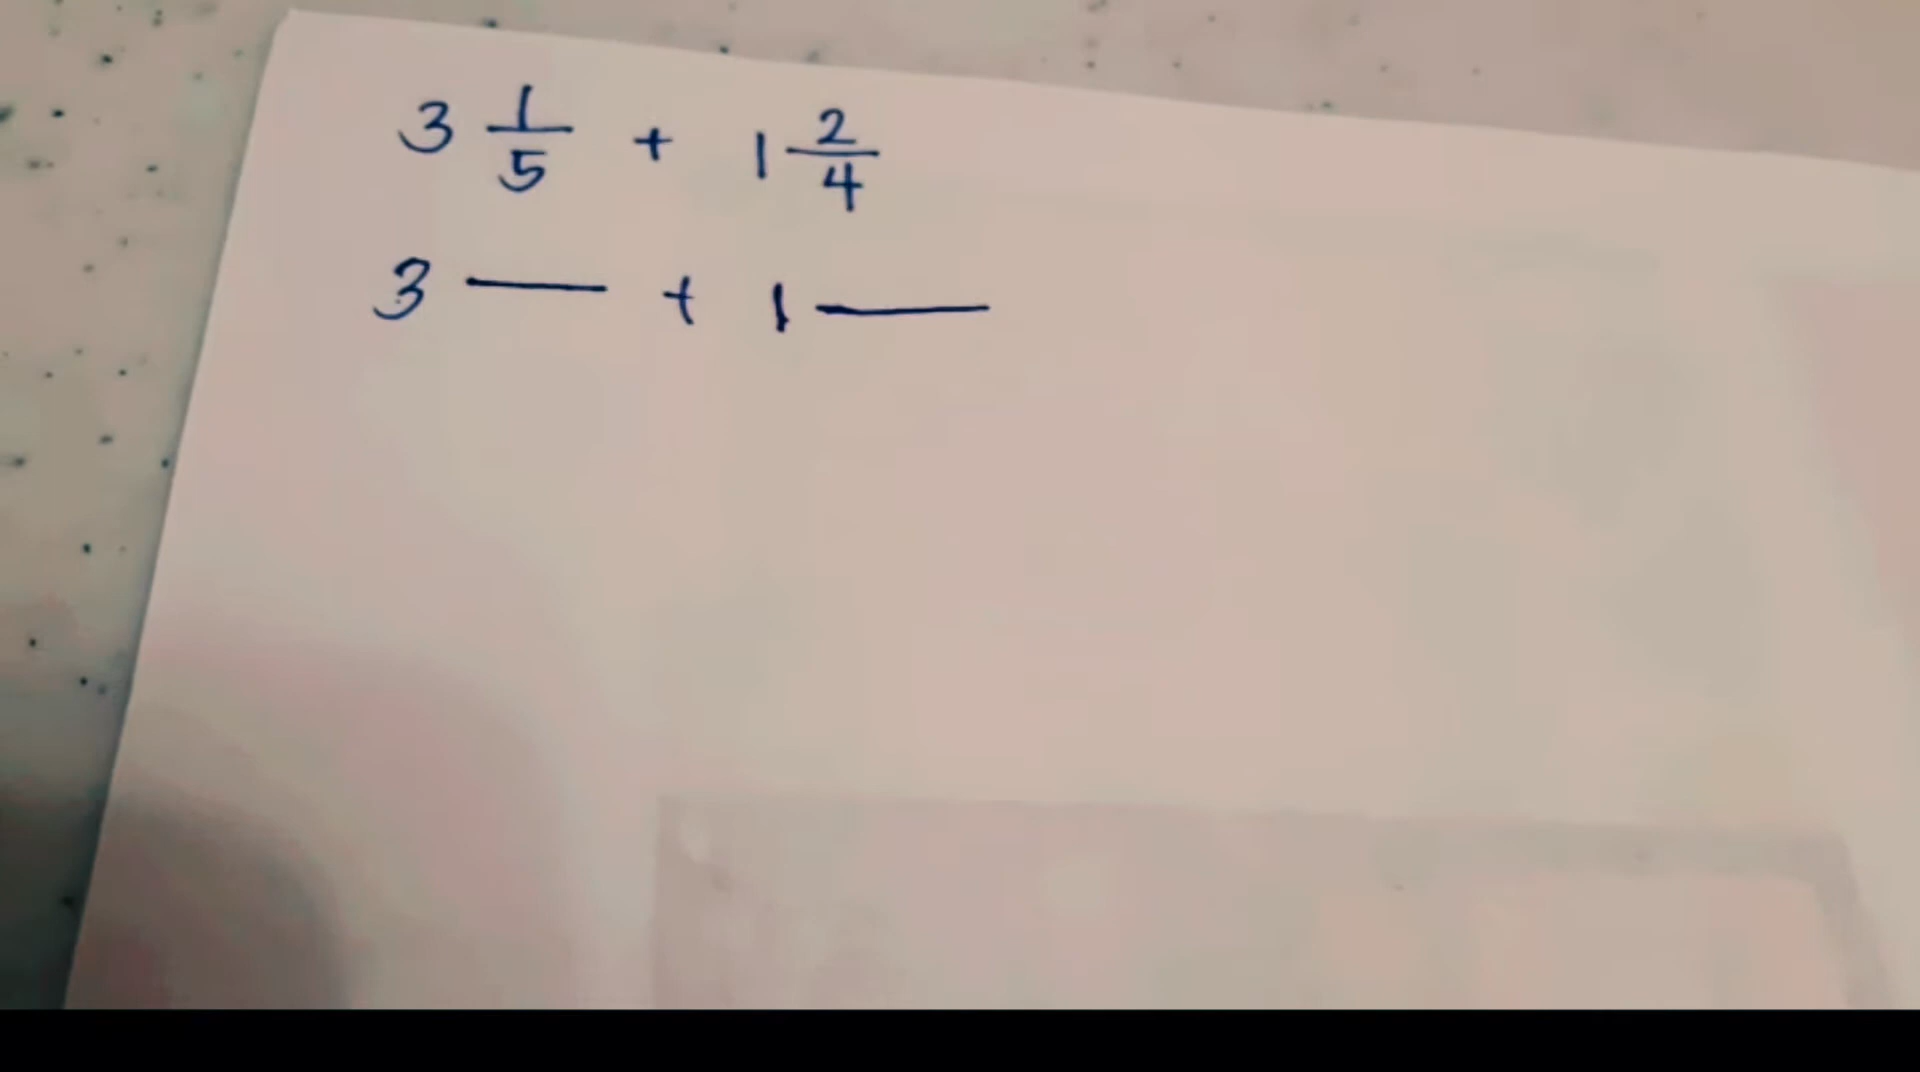 3 1/5 + 1 2/4
3 — + 1 —